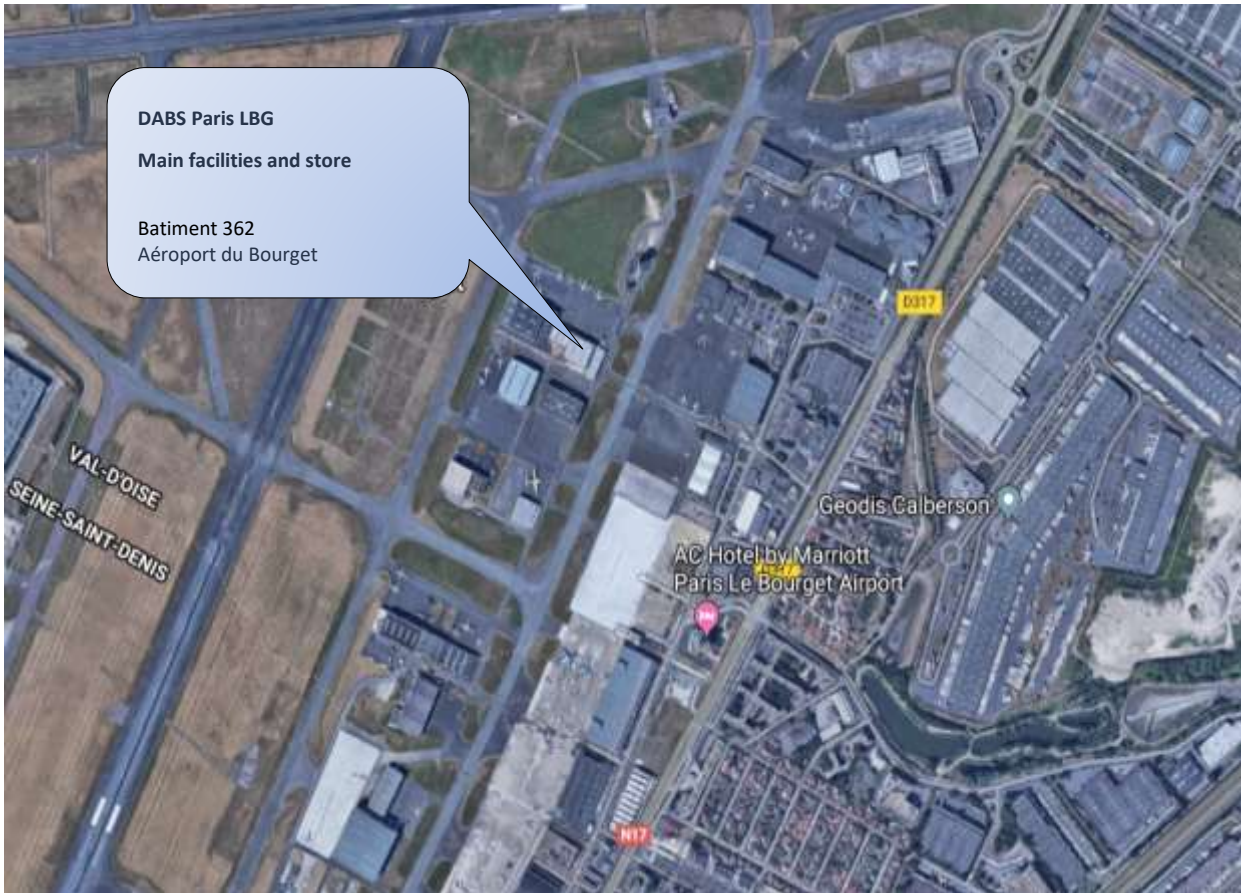 DABS Paris LBG
Main facilities and store
Batiment 362
Aéroport du Bourget
D317
VAL-D'OISE
SEINE-SAINT-DENIS
Geodis Calberson
AC Hotel by Marriott
Paris Le Bourget Airport
N17